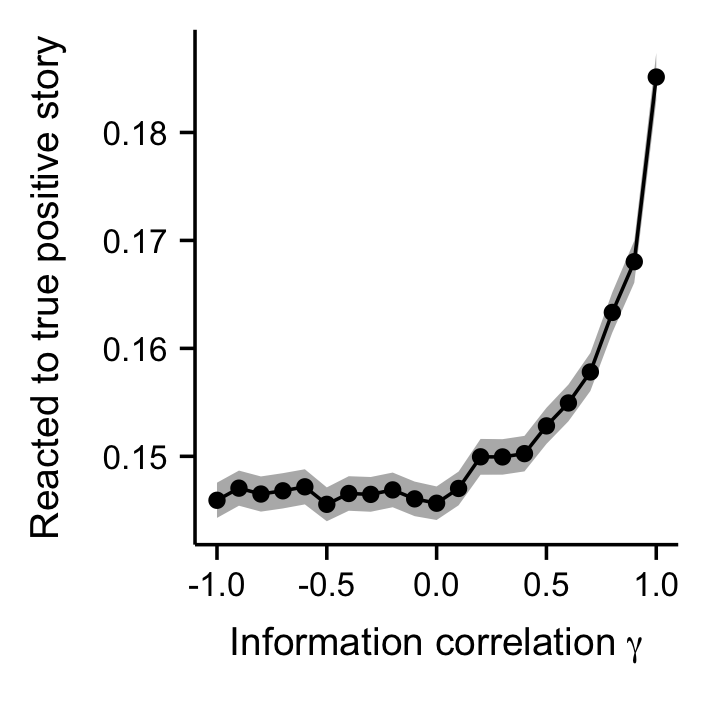 Reacted to true positive story
0.18
0.17
0.16
0.15
-1.0 -0.5 0.0 0.5 1.0
Information correlation γ